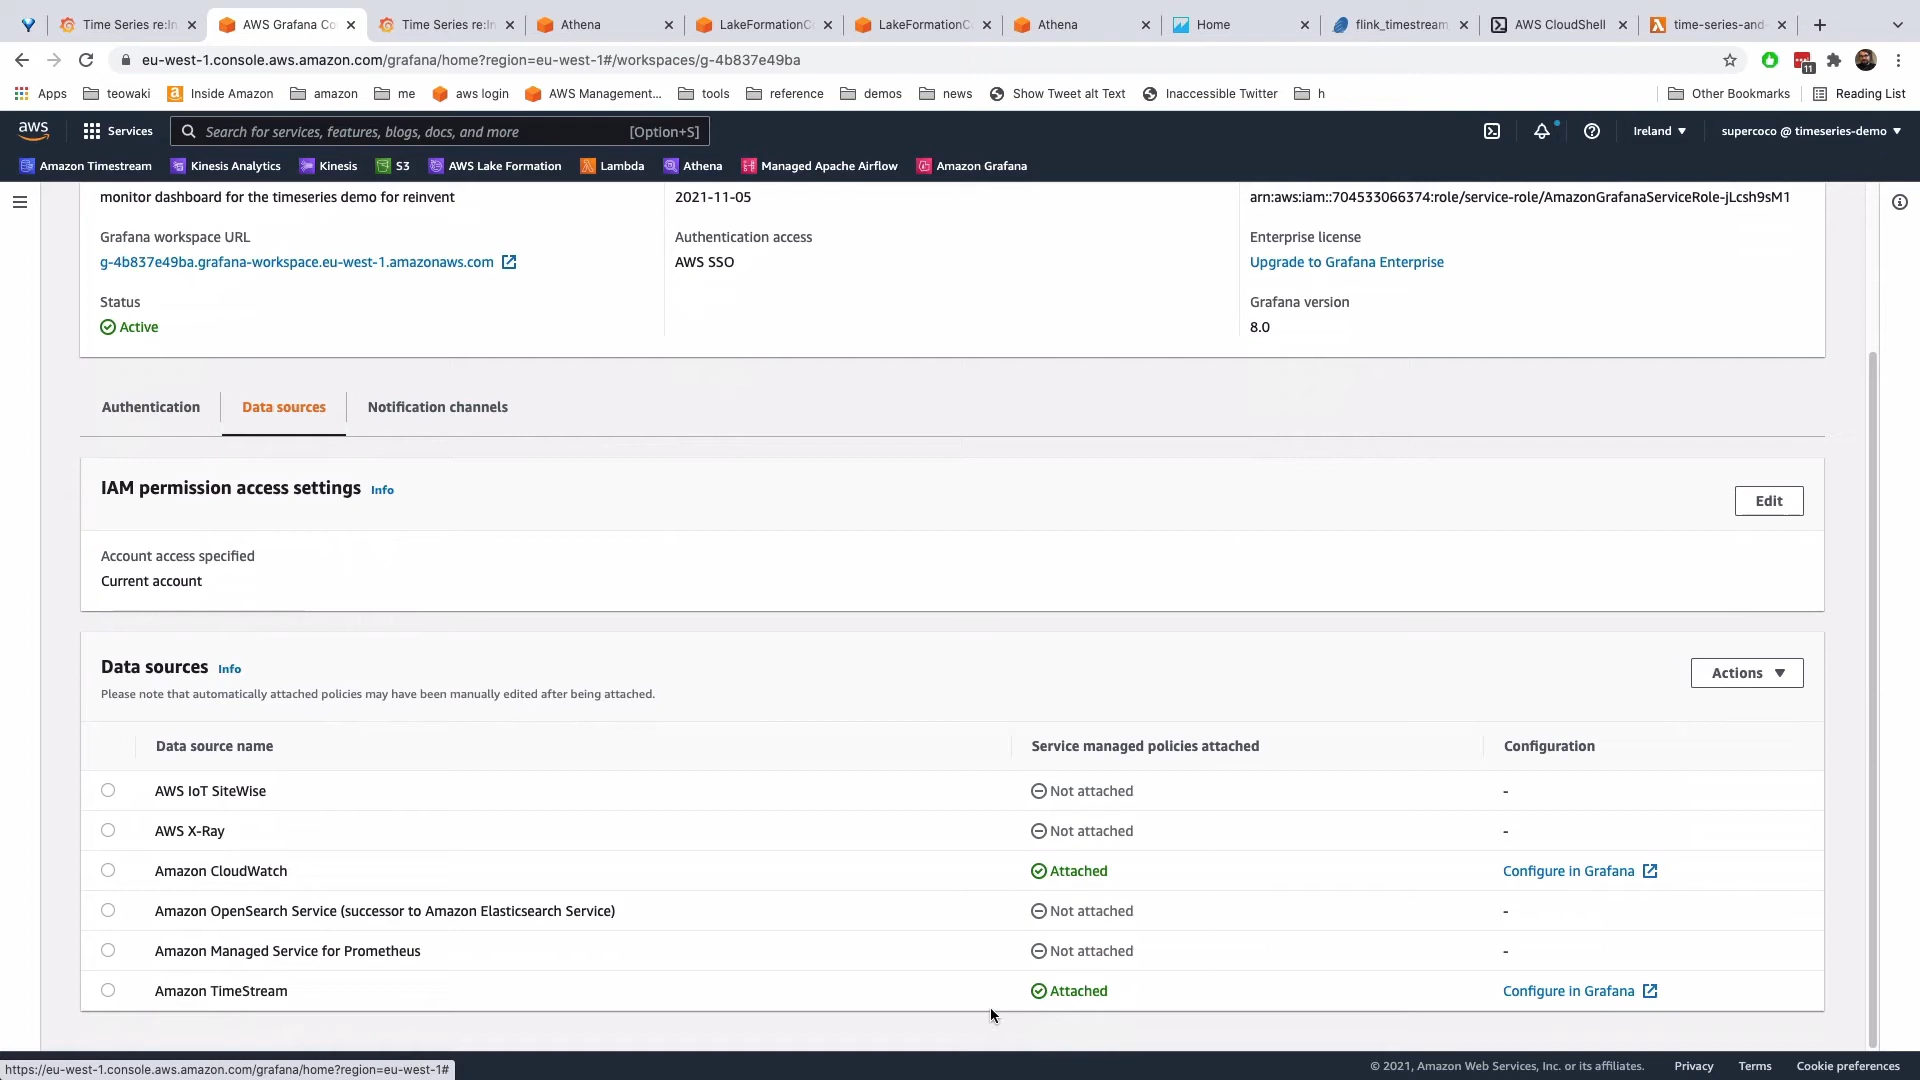 Time Series re:In
AWS Grafana Co
Time Series re:In
Athena
LakeFormationC
LakeFormationC
Athena
Home
flink_timestream
AWS CloudShell
time-series-and-
eu-west-1.console.aws.amazon.com/grafana/home?region=eu-west-1#/workspaces/g-4b837e49ba
11
Apps
teowaki
Inside Amazon
amazon
me
aws login
AWS Management...
tools
reference
demos
news
Show Tweet alt Text
Inaccessible Twitter
h
Other Bookmarks
Reading List
aws
Services
Search for services, features, blogs, docs, and more
[Option+S]
Ireland
supercoco @ timeseries-demo
Amazon Timestream
Kinesis Analytics
Kinesis
S3
AWS Lake Formation
Lambda
Athena
Managed Apache Airflow
Amazon Grafana
monitor dashboard for the timeseries demo for reinvent
2021-11-05
arn:aws:iam::704533066374:role/service-role/AmazonGrafanaServiceRole-jLcsh9sM1
Grafana workspace URL
Authentication access
Enterprise license
g-4b837e49ba.grafana-workspace.eu-west-1.amazonaws.com
AWS SSO
Upgrade to Grafana Enterprise
Status
Grafana version
Active
8.0
Authentication
Data sources
Notification channels
IAM permission access settings Info
Edit
Account access specified
Current account
Data sources Info
Actions
Please note that automatically attached policies may have been manually edited after being attached.
Data source name
Service managed policies attached
Configuration
AWS IoT SiteWise
Not attached
-
AWS X-Ray
Not attached
-
Amazon CloudWatch
Attached
Configure in Grafana
Amazon OpenSearch Service (successor to Amazon Elasticsearch Service)
Not attached
-
Amazon Managed Service for Prometheus
Not attached
-
Amazon TimeStream
Attached
Configure in Grafana
https://eu-west-1.console.aws.amazon.com/grafana/home?region=eu-west-1#
© 2021, Amazon Web Services, Inc. or its affiliates.
Privacy
Terms
Cookie preferences